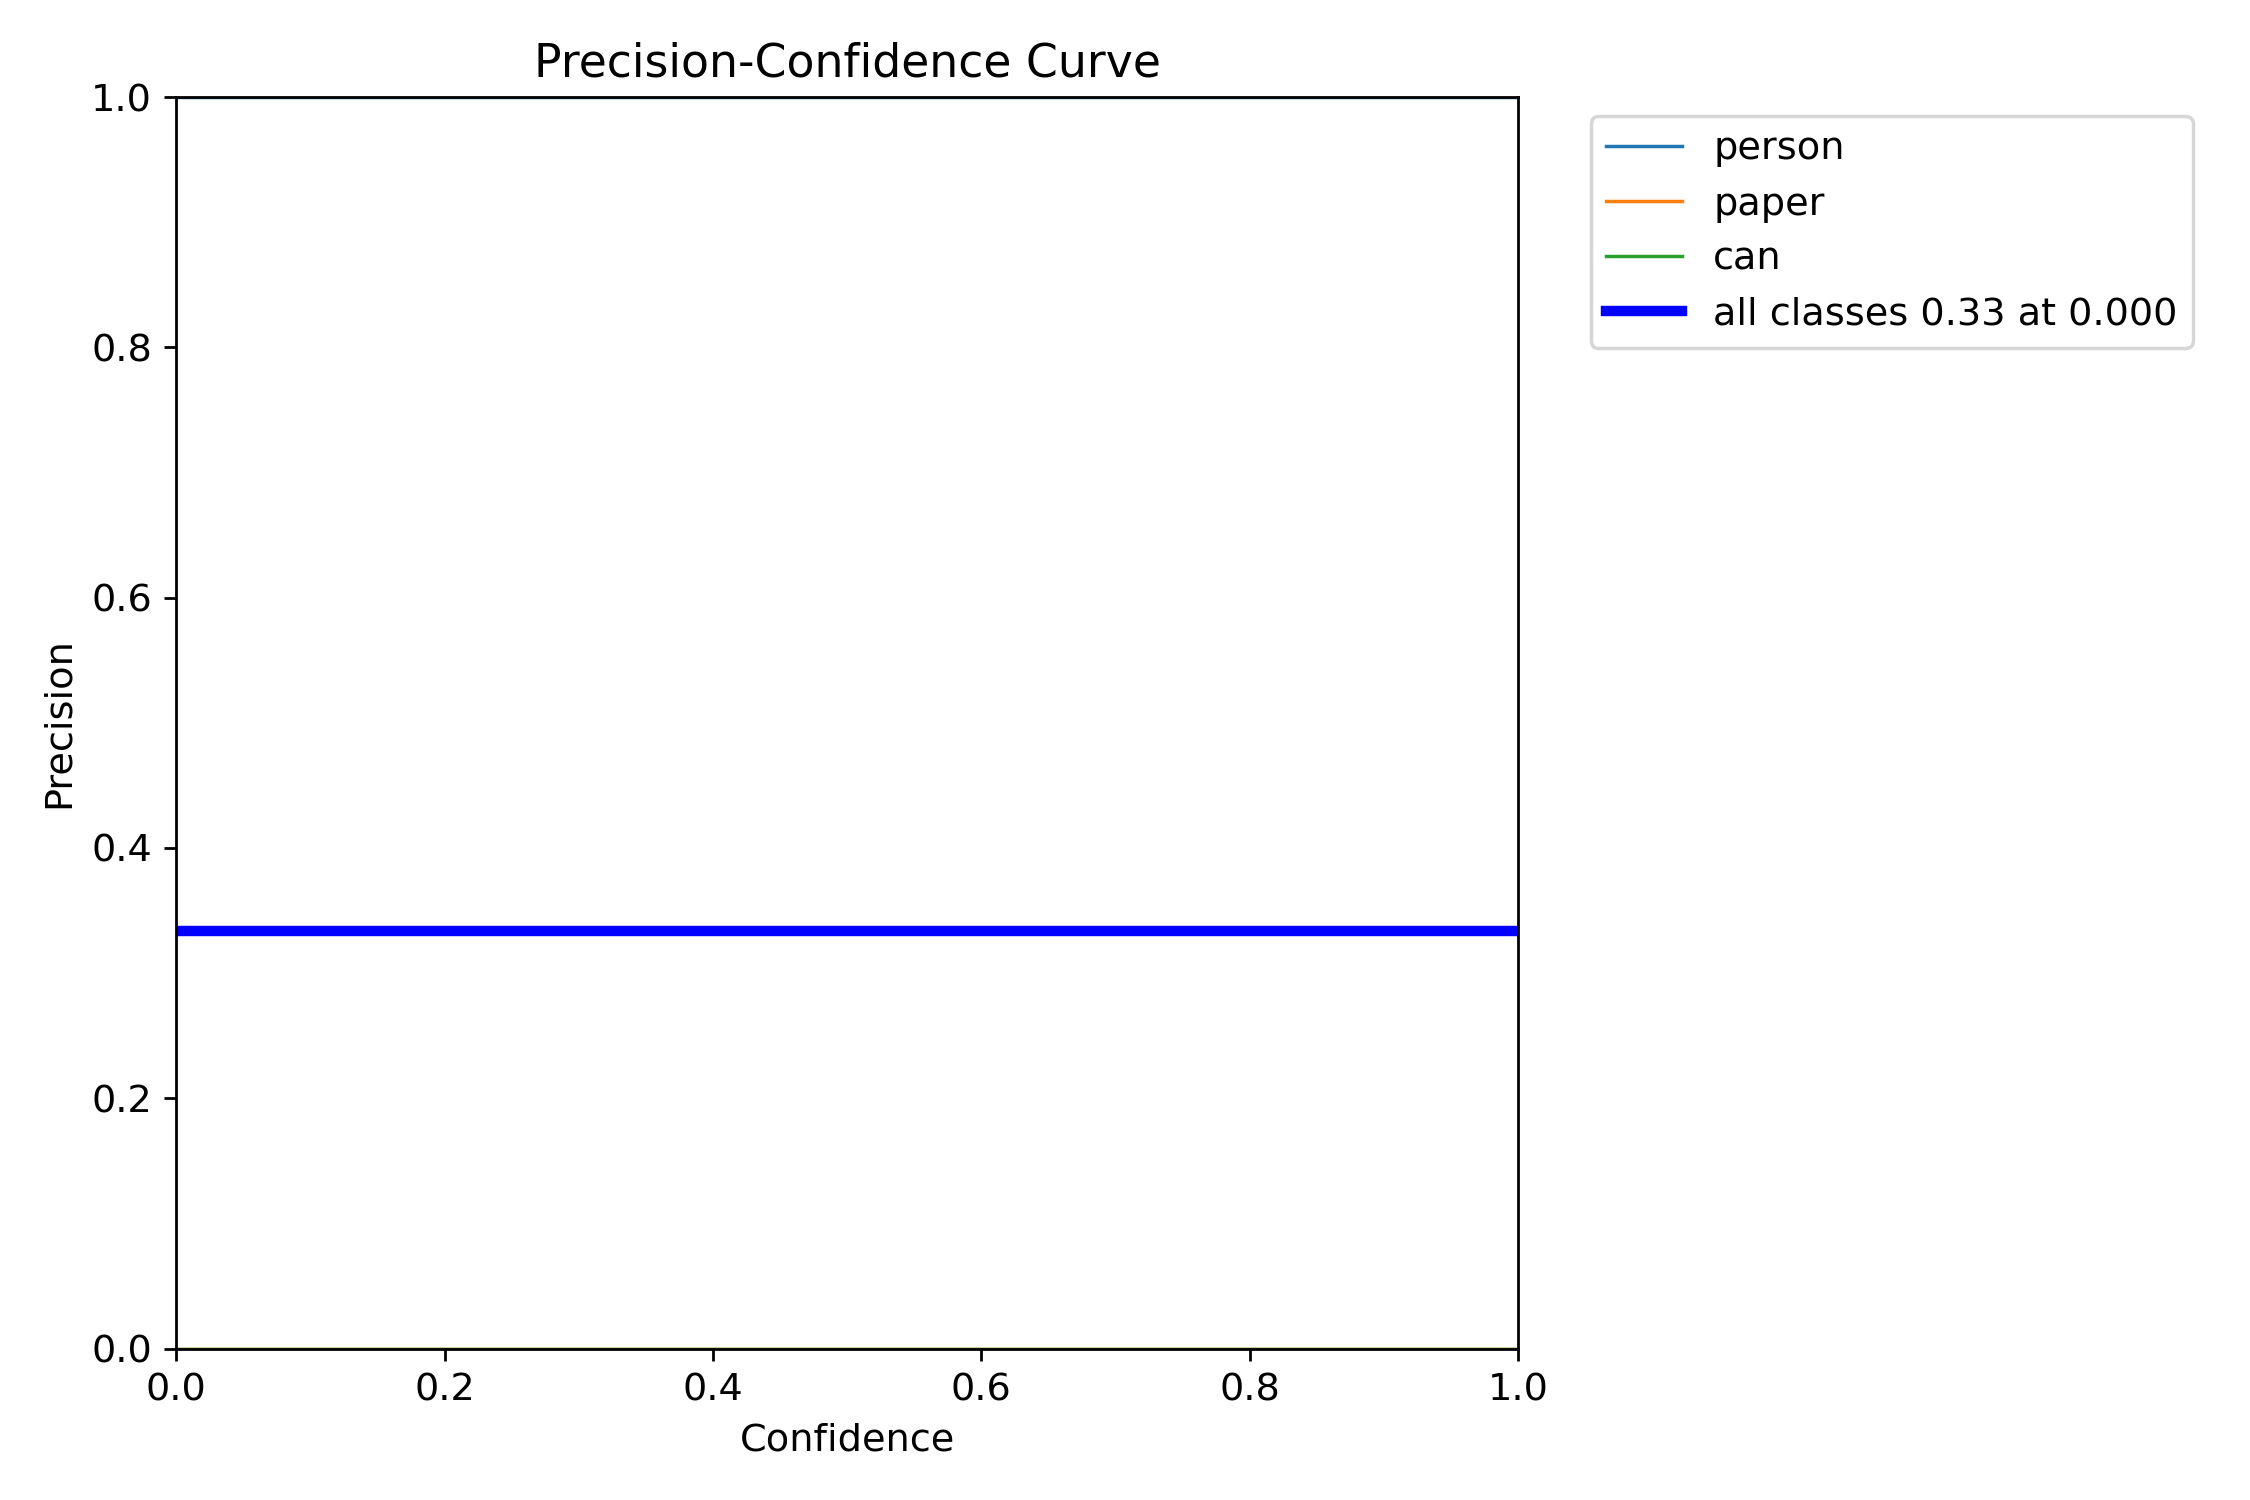 Precision-Confidence Curve
1.0
0.8
0.6
0.4
0.2
0.0
Precision
0.0 0.2 0.4 0.6 0.8 1.0
Confidence
person
paper
can
all classes 0.33 at 0.000